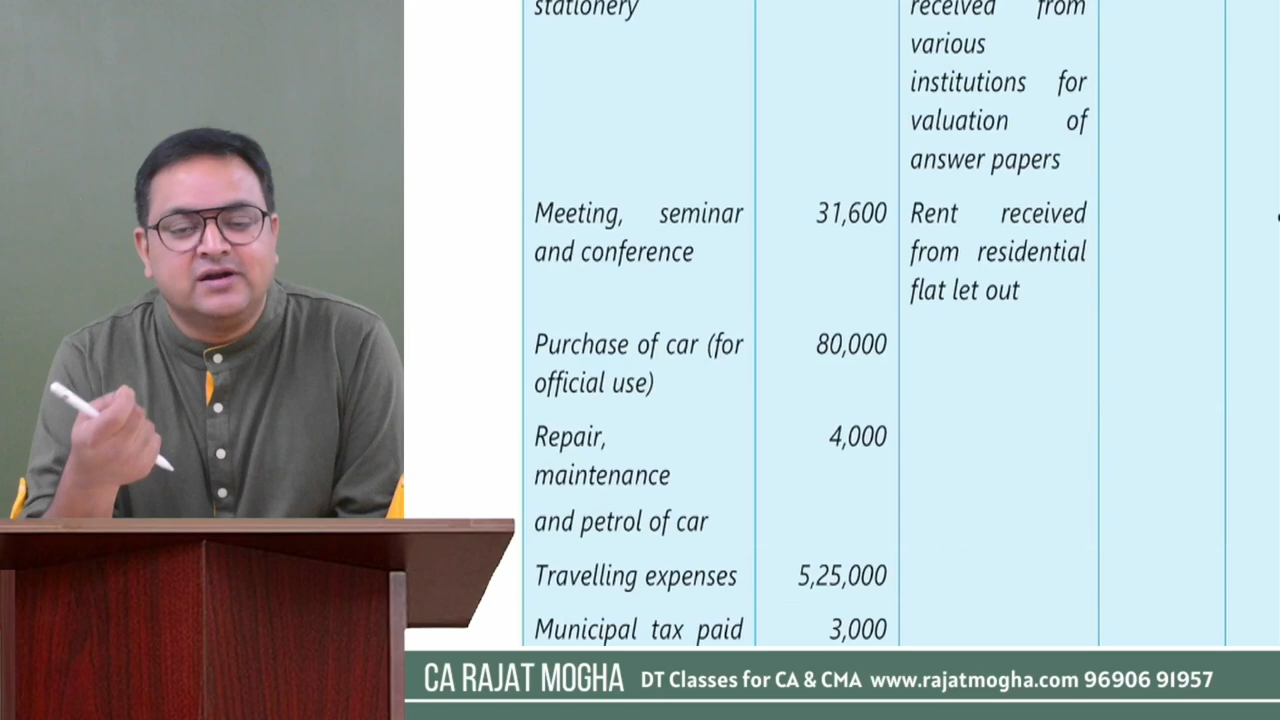 stationery
received from
various
institutions for
valuation of
answer papers
Meeting, seminar 31,600 Rent received
and conference from residential
flat let out
Purchase of car (for 80,000
official use)
Repair, 4,000
maintenance
and petrol of car
Travelling expenses 5,25,000
Municipal tax paid 3,000
CA RAJAT MOGHA DT Classes for CA & CMA www.rajatmogha.com 96906 91957